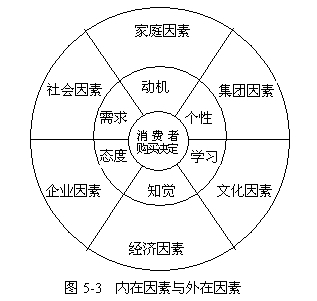 家庭因素
社会因素
动机
集团因素
需求
个性
消费者
购买决定
态度
学习
企业因素
知觉
文化因素
经济因素
图 5-3 内在因素与外在因素